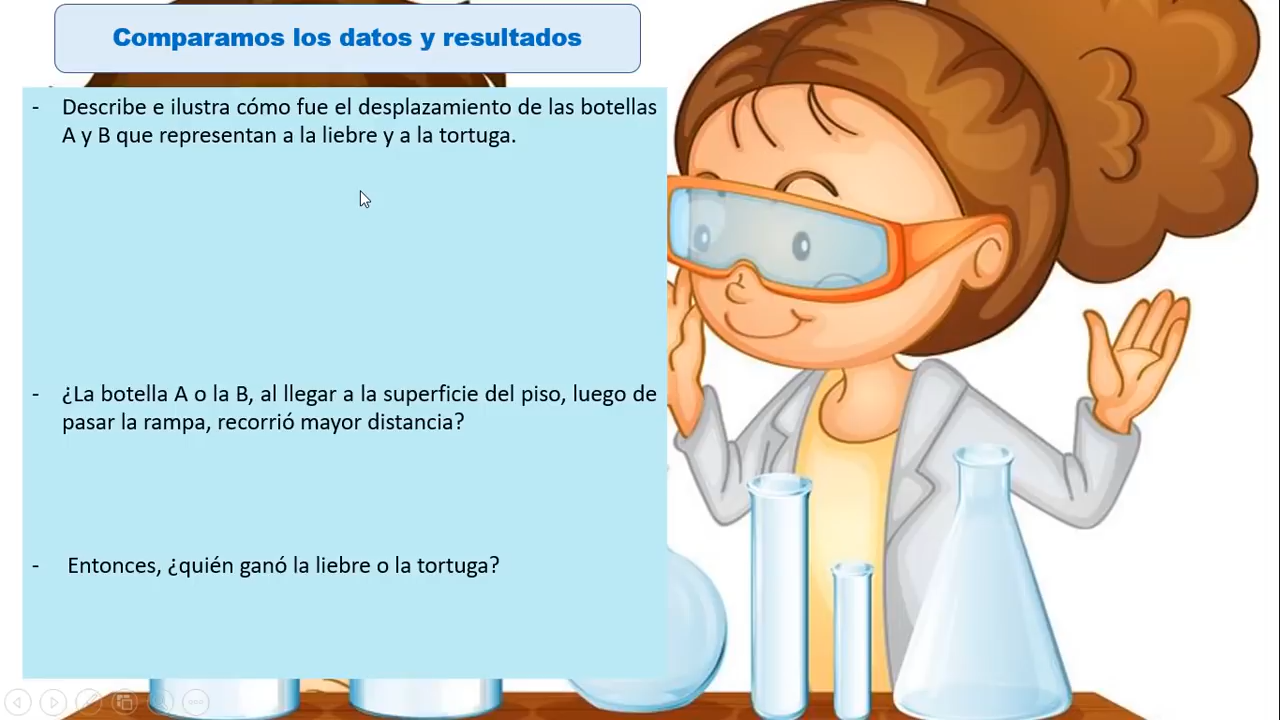 Comparamos los datos y resultados
- Describe e ilustra cómo fue el desplazamiento de las botellas
A y B que representan a la liebre y a la tortuga.
- ¿La botella A o la B, al llegar a la superficie del piso, luego de
pasar la rampa, recorrió mayor distancia?
- Entonces, ¿quién ganó la liebre o la tortuga?